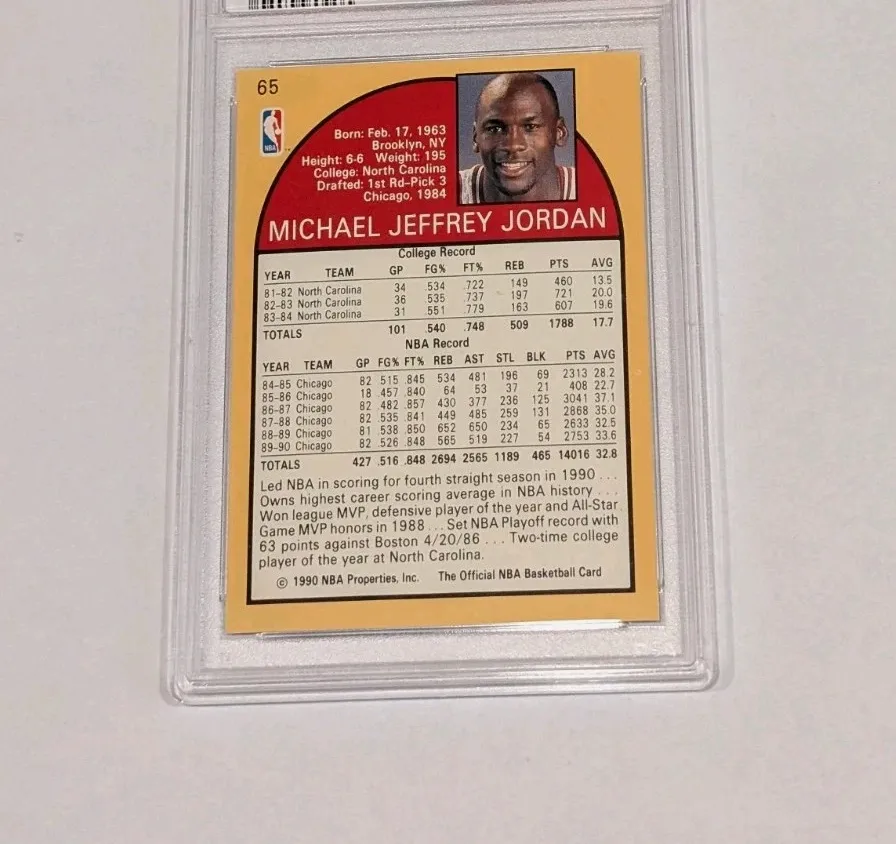 65
NBA
Born: Feb. 17, 1963
Brooklyn, NY
Height: 6-6 Weight: 195
College: North Carolina
Drafted: 1st Rd-Pick 3
Chicago, 1984
MICHAEL JEFFREY JORDAN
College Record
YEAR TEAM GP FG% FT% REB PTS AVG
81-82 North Carolina 34 .534 .722 149 460 13.5
82-83 North Carolina 36 .535 .737 197 721 20.0
83-84 North Carolina 31 .551 .779 163 607 19.6
TOTALS 101 .540 .748 509 1788 17.7
NBA Record
YEAR TEAM GP FG% FT% REB AST STL BLK PTS AVG
84-85 Chicago 82 .515 .845 534 481 196 69 2313 28.2
85-86 Chicago 18 .457 .840 64 53 37 21 408 22.7
86-87 Chicago 82 .482 .857 430 377 236 125 3041 37.1
87-88 Chicago 82 .535 .841 449 485 259 131 2868 35.0
88-89 Chicago 81 .538 .850 652 650 234 65 2633 32.5
89-90 Chicago 82 .526 .848 565 519 227 54 2753 33.6
TOTALS 427 .516 .848 2694 2565 1189 465 14016 32.8
Led NBA in scoring for fourth straight season in 1990 . . .
Owns highest career scoring average in NBA history . . .
Won league MVP, defensive player of the year and All-Star
Game MVP honors in 1988 . . . Set NBA Playoff record with
63 points against Boston 4/20/86 . . . Two-time college
player of the year at North Carolina.
© 1990 NBA Properties, Inc. The Official NBA Basketball Card